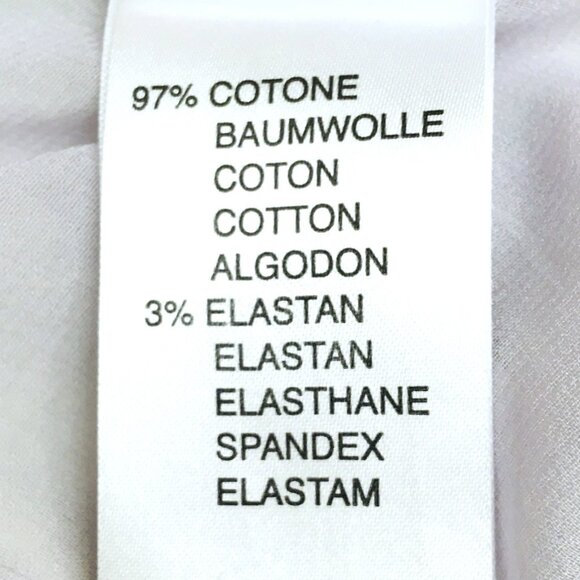 97% COTONE
BAUMWOLLE
COTON
COTTON
ALGODON
3% ELASTAN
ELASTAN
ELASTHANE
SPANDEX
ELASTAM